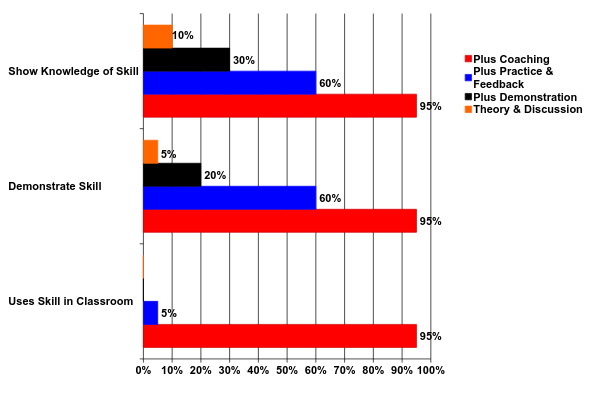 10%
Show Knowledge of Skill
30%
60%
95%
5%
Demonstrate Skill
20%
60%
95%
Uses Skill in Classroom
5%
95%
0% 10% 20% 30% 40% 50% 60% 70% 80% 90% 100%
Plus Coaching
Plus Practice &
Feedback
Plus Demonstration
Theory & Discussion